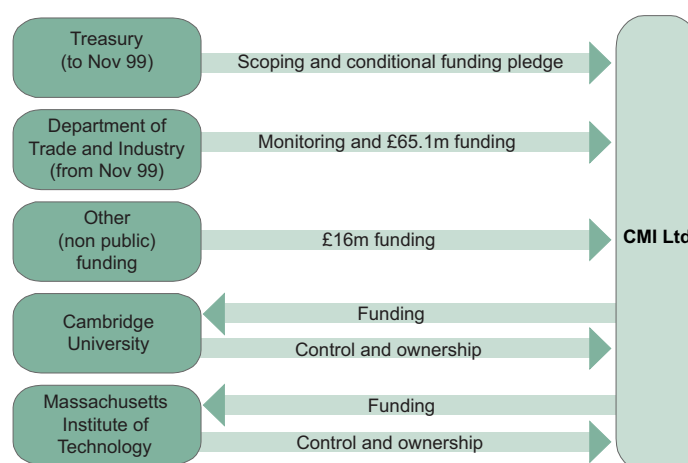 Treasury
(to Nov 99)
Scoping and conditional funding pledge
Department of
Trade and Industry
(from Nov 99)
Monitoring and £65.1m funding
Other
(non public)
funding
£16m funding
CMI Ltd
Cambridge
University
Funding
Control and ownership
Massachusetts
Institute of
Technology
Funding
Control and ownership